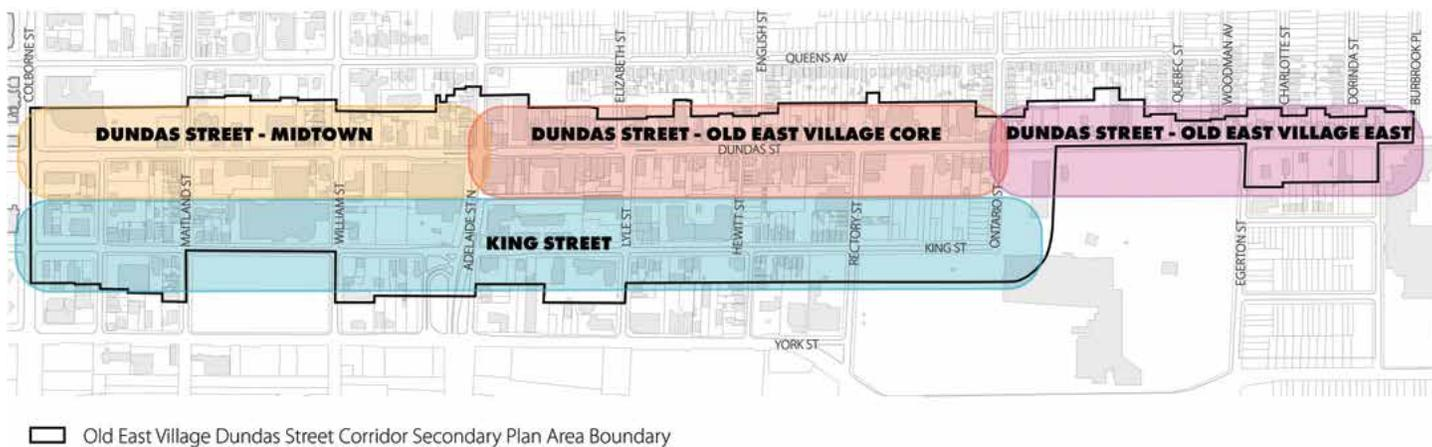 COLBORNE ST
ELIZABETH ST
ENGLISH ST
QUEENS AV
QUEBEC ST
WOODMAN AV
CHARLOTTE ST
DORINDA ST
BURBROOK PL
DUNDAS STREET - MIDTOWN
DUNDAS STREET - OLD EAST VILLAGE CORE
DUNDAS STREET - OLD EAST VILLAGE EAST
DUNDAS ST
MAITLAND ST
WILLIAM ST
ADELAIDE ST N
KING STREET
LYLE ST
HEWITT ST
RECTORY ST
KING ST
ONTARIO ST
EGERTON ST
YORK ST
Old East Village Dundas Street Corridor Secondary Plan Area Boundary